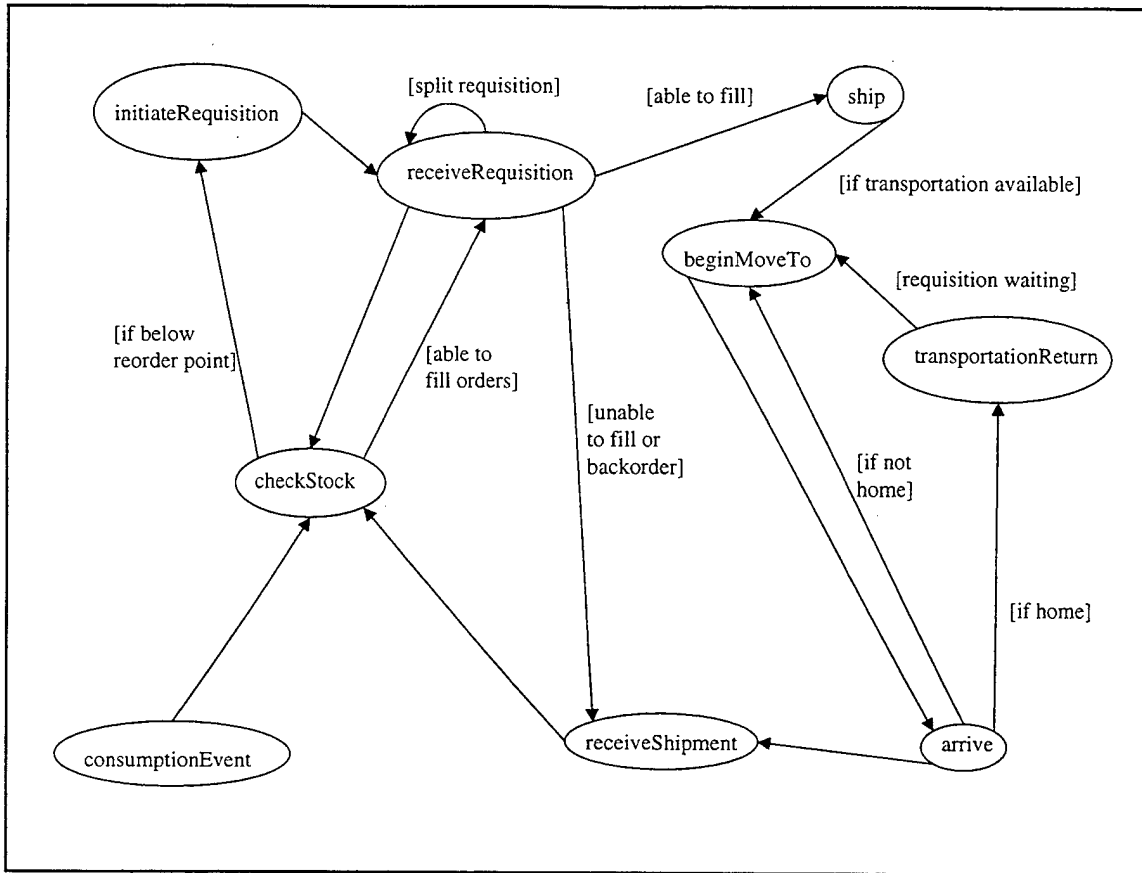 [split requisition]
initiateRequisition
[able to fill]
ship
receiveRequisition
[if transportation available]
beginMoveTo
[requisition waiting]
transportationReturn
[if below
reorder point]
[able to
fill orders]
[unable
to fill or
backorder]
[if not
home]
checkStock
[if home]
consumptionEvent
receiveShipment
arrive